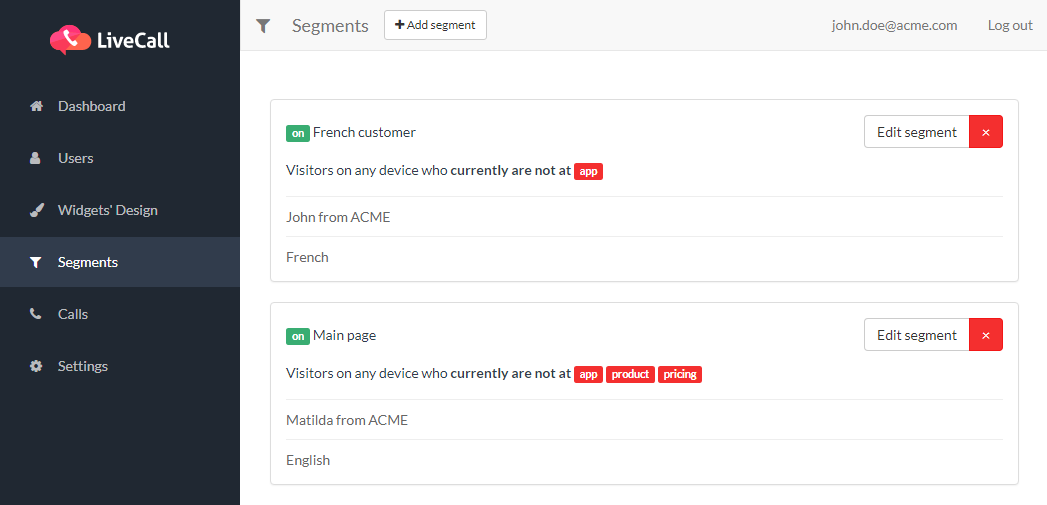 LiveCall
Dashboard
Users
Widgets' Design
Segments
Calls
Settings
Segments
+ Add segment
john.doe@acme.com
Log out
on French customer
Edit segment ×
Visitors on any device who currently are not at app
John from ACME
French
on Main page
Edit segment ×
Visitors on any device who currently are not at app product pricing
Matilda from ACME
English